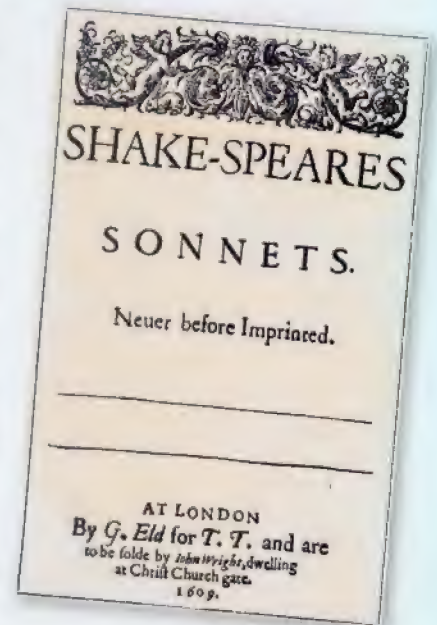 SHAKE-SPEARES
SONNETS.
Neuer before Imprinted.
AT LONDON
By G. Eld for T. T. and are
to be solde by Iohn Wright, dwelling
at Christ Church gate.
1609.